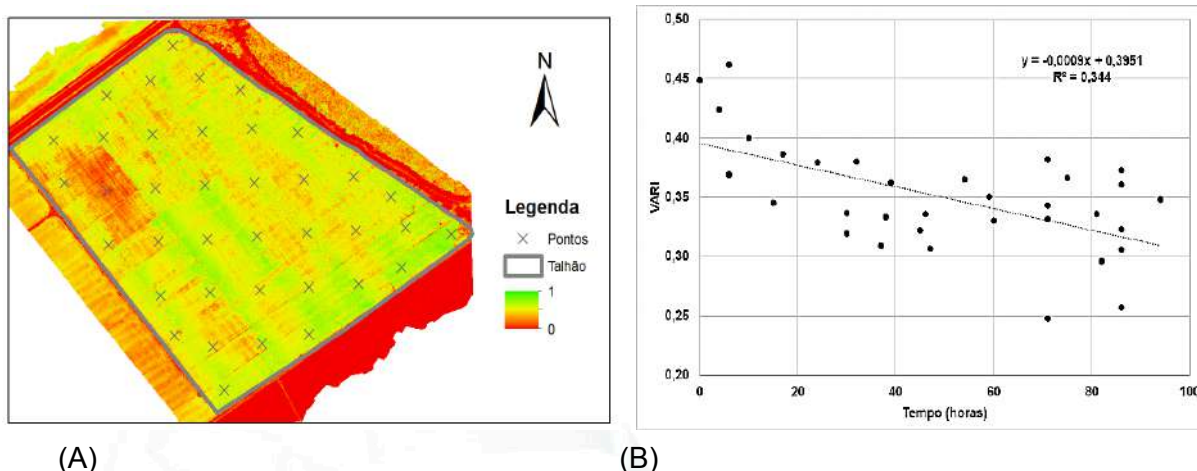 N
Legenda
Pontos
Talhão
1
0
(A)
0,50
0,45
0,40
0,35
0,30
0,25
0,20
VARI
y = -0,0009x + 0,3951
R² = 0,344
0 20 40 60 80 100
Tempo (horas)
(B)